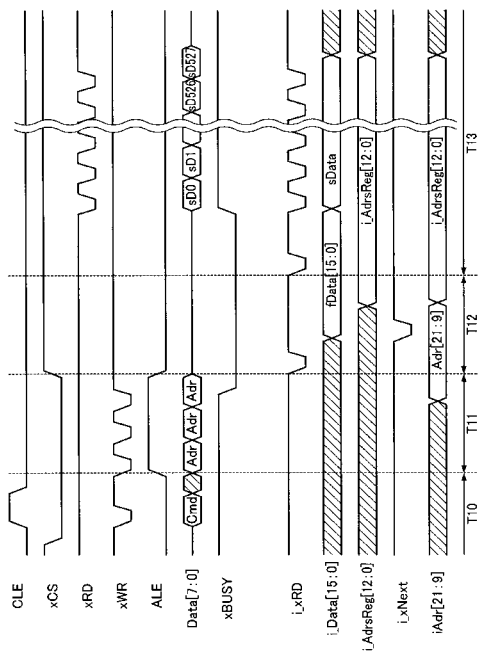 CLE
xCS
xRD
xWR
ALE
Data[7:0] Cmd Adr Adr Adr sD0 sD1 sD526 sD527
xBUSY
i_xRD
i_Data[15:0] fData[15:0] sData
i_AdrsReg[12:0] i_AdrsReg[12:0]
i_xNext
iAdr[21:9] Adr[21:9] i_AdrsReg[12:0]
T10 T11 T12 T13